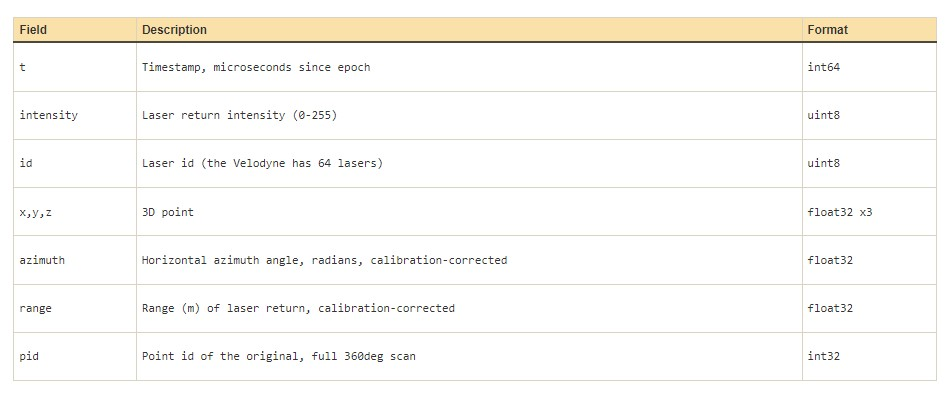 Field Description Format
t Timestamp, microseconds since epoch int64
intensity Laser return intensity (0-255) uint8
id Laser id (the Velodyne has 64 lasers) uint8
x,y,z 3D point float32 x3
azimuth Horizontal azimuth angle, radians, calibration-corrected float32
range Range (m) of laser return, calibration-corrected float32
pid Point id of the original, full 360deg scan int32